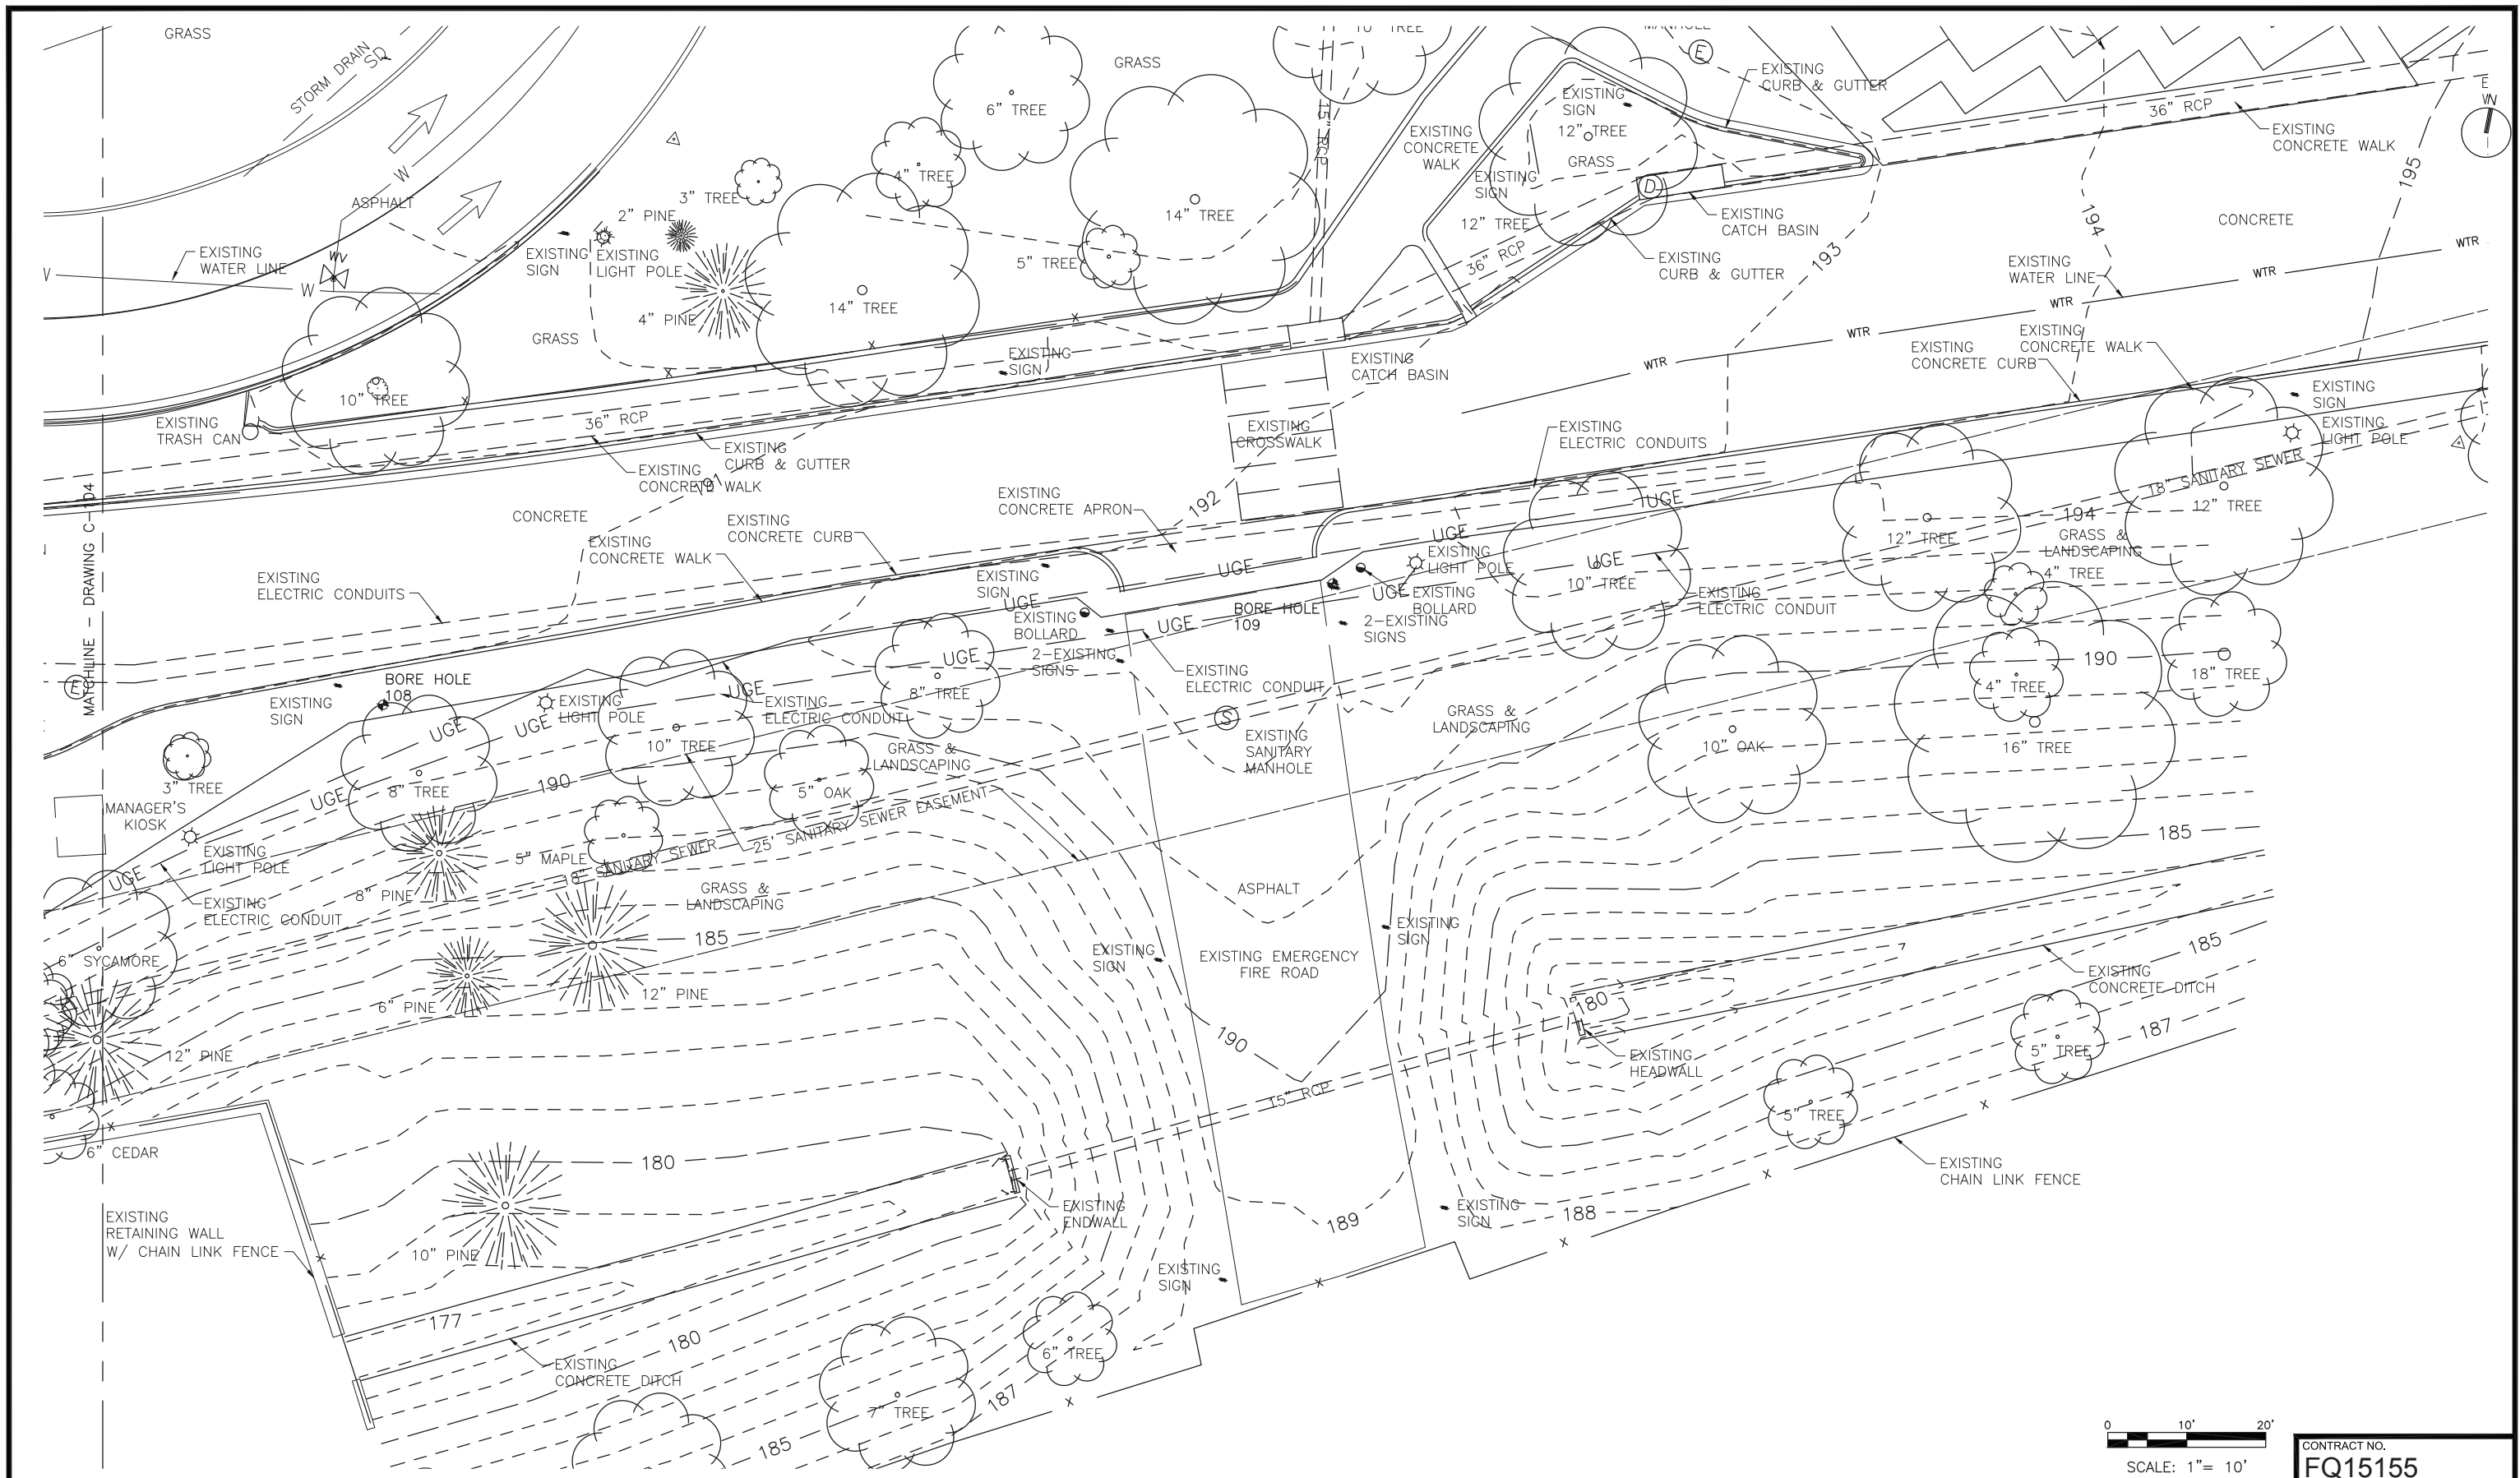 GRASS
STORM DRAIN
SD
GRASS
6" TREE
10" TREE
MANHOLE
E
EXISTING
CURB & GUTTER
EXISTING
SIGN
12" TREE
GRASS
EXISTING
CONCRETE
WALK
EXISTING
SIGN
12" TREE
D
EXISTING
CATCH BASIN
EXISTING
CURB & GUTTER
36" RCP
36" RCP
EXISTING
CONCRETE WALK
E
N
195
194
193
CONCRETE
15" RCP
4" TREE
3" TREE
2" PINE
14" TREE
5" TREE
ASPHALT
W
EXISTING
WATER LINE
WV
W
EXISTING
SIGN
EXISTING
LIGHT POLE
4" PINE
14" TREE
GRASS
10" TREE
EXISTING
TRASH CAN
36" RCP
EXISTING
SIGN
EXISTING
CATCH BASIN
EXISTING
CURB & GUTTER
EXISTING
CONCRETE WALK
191
EXISTING
CROSSWALK
192
EXISTING
ELECTRIC CONDUITS
EXISTING
WATER LINE
WTR
WTR
WTR
WTR
WTR
EXISTING
CONCRETE WALK
EXISTING
CONCRETE CURB
EXISTING
SIGN
EXISTING
LIGHT POLE
18" SANITARY SEWER
12" TREE
194
12" TREE
GRASS &
LANDSCAPING
4" TREE
MATCHLINE - DRAWING C-104
CONCRETE
EXISTING
CONCRETE WALK
EXISTING
CONCRETE CURB
EXISTING
CONCRETE APRON
EXISTING
ELECTRIC CONDUITS
EXISTING
SIGN
UGE
UGE
UGE
UGE
UGE
UGE
UGE
EXISTING
LIGHT POLE
EXISTING
BOLLARD
10" TREE
EXISTING
ELECTRIC CONDUIT
EXISTING
BOLLARD
BORE HOLE
109
2-EXISTING
SIGNS
2-EXISTING
SIGNS
EXISTING
ELECTRIC CONDUIT
E
EXISTING
SIGN
BORE HOLE
108
EXISTING
LIGHT POLE
UGE
UGE
UGE
UGE
EXISTING
ELECTRIC CONDUIT
8" TREE
10" TREE
GRASS &
LANDSCAPING
S
EXISTING
SANITARY
MANHOLE
GRASS &
LANDSCAPING
10" OAK
190
4" TREE
18" TREE
16" TREE
3" TREE
MANAGER'S
KIOSK
8" TREE
190
5" OAK
UGE
UGE
EXISTING
LIGHT POLE
5" MAPLE
18" SANITARY SEWER
25' SANITARY SEWER EASEMENT
8" PINE
GRASS &
LANDSCAPING
EXISTING
ELECTRIC CONDUIT
ASPHALT
185
185
6" SYCAMORE
6" PINE
12" PINE
12" PINE
EXISTING
SIGN
EXISTING
SIGN
EXISTING EMERGENCY
FIRE ROAD
185
EXISTING
CONCRETE DITCH
180
190
EXISTING
HEADWALL
5" TREE
187
15" RCP
5" TREE
6" CEDAR
180
EXISTING
CHAIN LINK FENCE
EXISTING
RETAINING WALL
W/ CHAIN LINK FENCE
10" PINE
EXISTING
ENDWALL
189
EXISTING
SIGN
188
EXISTING
SIGN
177
180
EXISTING
CONCRETE DITCH
6" TREE
187
7" TREE
185
0 10' 20'
SCALE: 1"= 10'
CONTRACT NO.
FQ15155